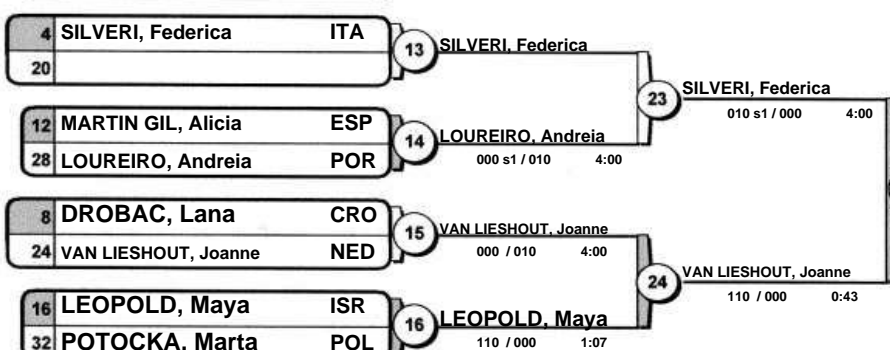 4 SILVERI, Federica ITA
20
13 SILVERI, Federica
12 MARTIN GIL, Alicia ESP
28 LOUREIRO, Andreia POR
14 LOUREIRO, Andreia
000 s1 / 010 4:00
23 SILVERI, Federica
010 s1 / 000 4:00
8 DROBAC, Lana CRO
24 VAN LIESHOUT, Joanne NED
15 VAN LIESHOUT, Joanne
000 / 010 4:00
16 LEOPOLD, Maya ISR
32 POTOCKA, Marta POL
16 LEOPOLD, Maya
110 / 000 1:07
24 VAN LIESHOUT, Joanne
110 / 000 0:43